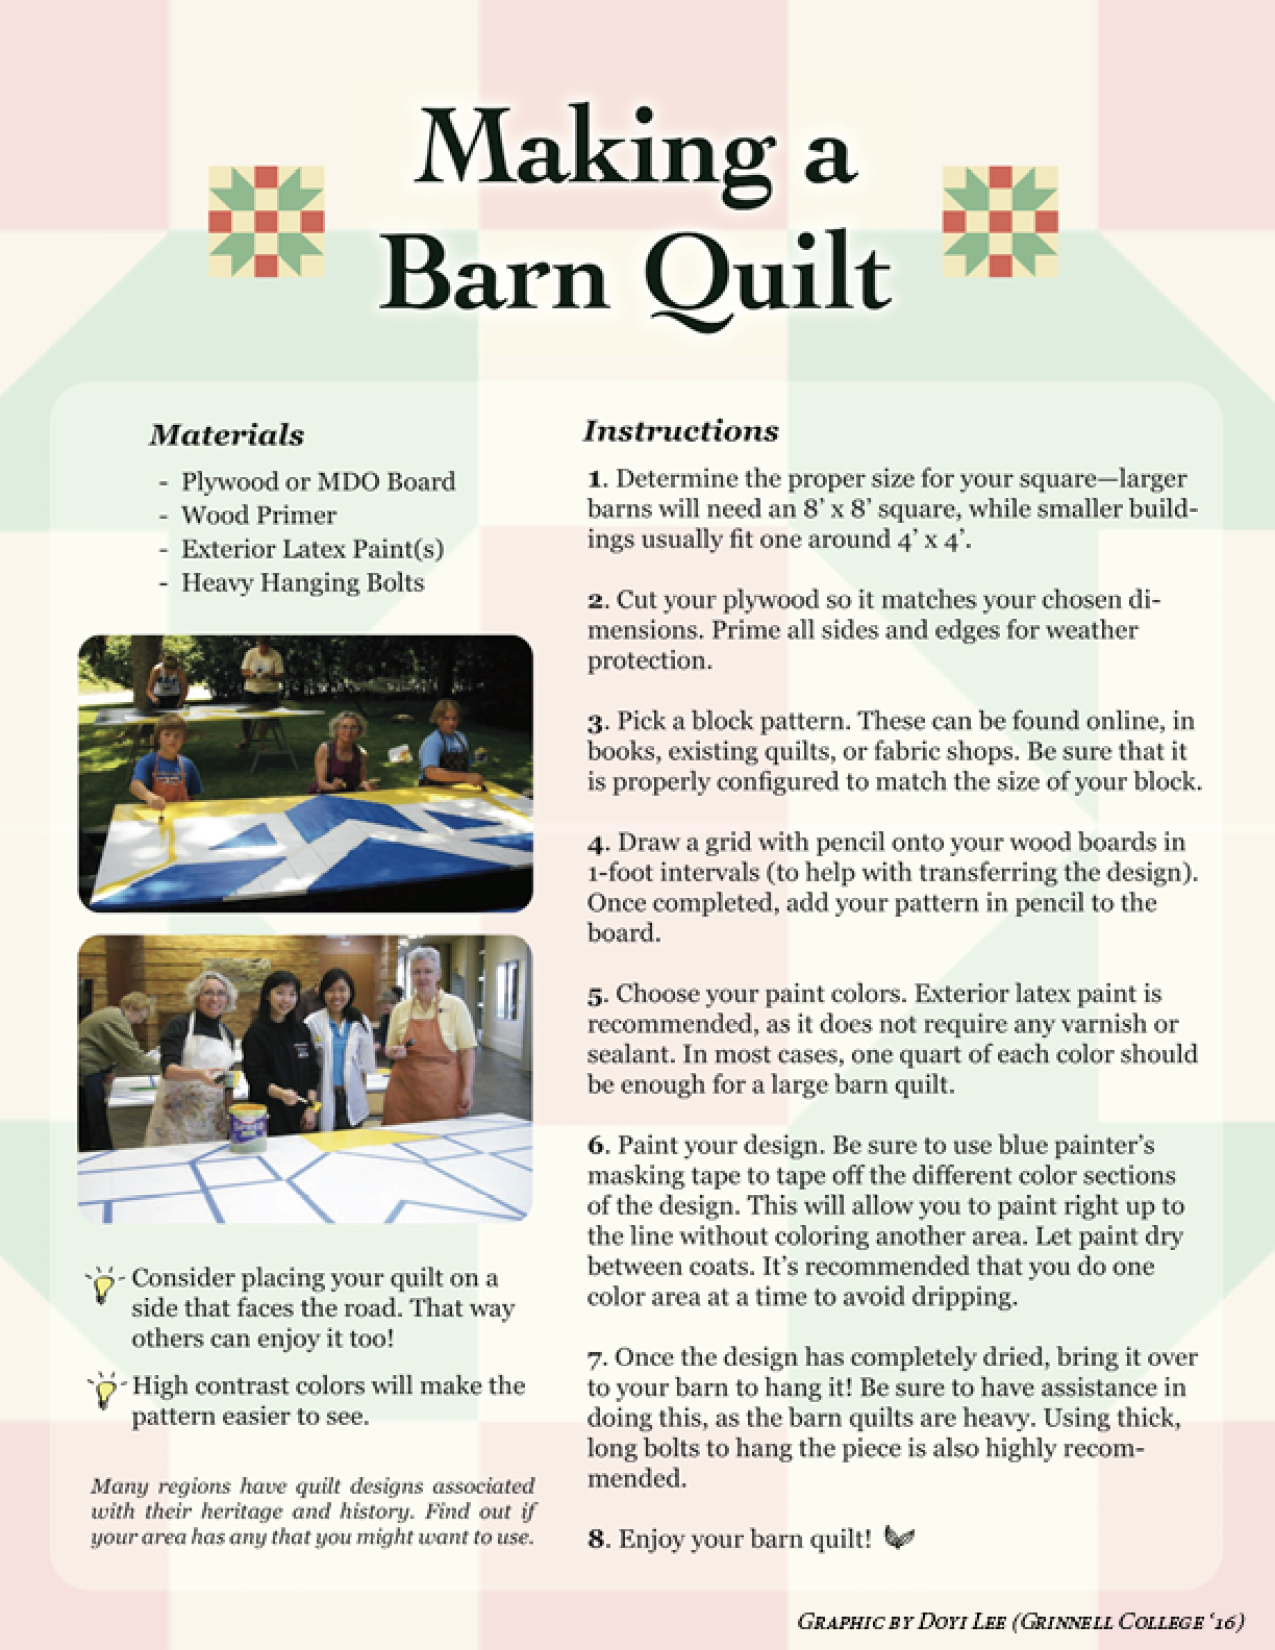 Making a
Barn Quilt
Materials
- Plywood or MDO Board
- Wood Primer
- Exterior Latex Paint(s)
- Heavy Hanging Bolts
Consider placing your quilt on a
side that faces the road. That way
others can enjoy it too!
High contrast colors will make the
pattern easier to see.
Many regions have quilt designs associated
with their heritage and history. Find out if
your area has any that you might want to use.
Instructions
1. Determine the proper size for your square—larger
barns will need an 8’ x 8’ square, while smaller build-
ings usually fit one around 4’ x 4’.
2. Cut your plywood so it matches your chosen di-
mensions. Prime all sides and edges for weather
protection.
3. Pick a block pattern. These can be found online, in
books, existing quilts, or fabric shops. Be sure that it
is properly configured to match the size of your block.
4. Draw a grid with pencil onto your wood boards in
1-foot intervals (to help with transferring the design).
Once completed, add your pattern in pencil to the
board.
5. Choose your paint colors. Exterior latex paint is
recommended, as it does not require any varnish or
sealant. In most cases, one quart of each color should
be enough for a large barn quilt.
6. Paint your design. Be sure to use blue painter’s
masking tape to tape off the different color sections
of the design. This will allow you to paint right up to
the line without coloring another area. Let paint dry
between coats. It’s recommended that you do one
color area at a time to avoid dripping.
7. Once the design has completely dried, bring it over
to your barn to hang it! Be sure to have assistance in
doing this, as the barn quilts are heavy. Using thick,
long bolts to hang the piece is also highly recom-
mended.
8. Enjoy your barn quilt!
GRAPHIC BY DOYI LEE (GRINNELL COLLEGE ‘16)